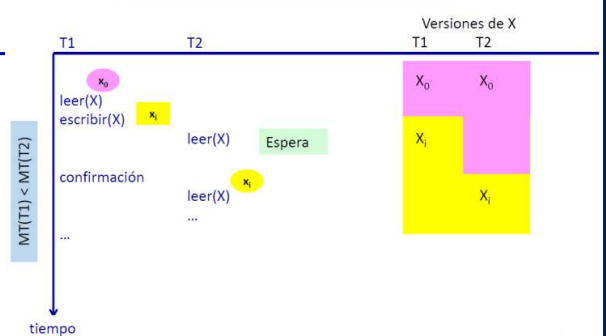 Versiones de X
T1 T2 T1 T2
x₀ X₀ X₀
leer(X)
escribir(X) xᵢ
leer(X) Espera Xᵢ
MT(T1) < MT(T2)
confirmación xᵢ
leer(X) Xᵢ
...
...
tiempo